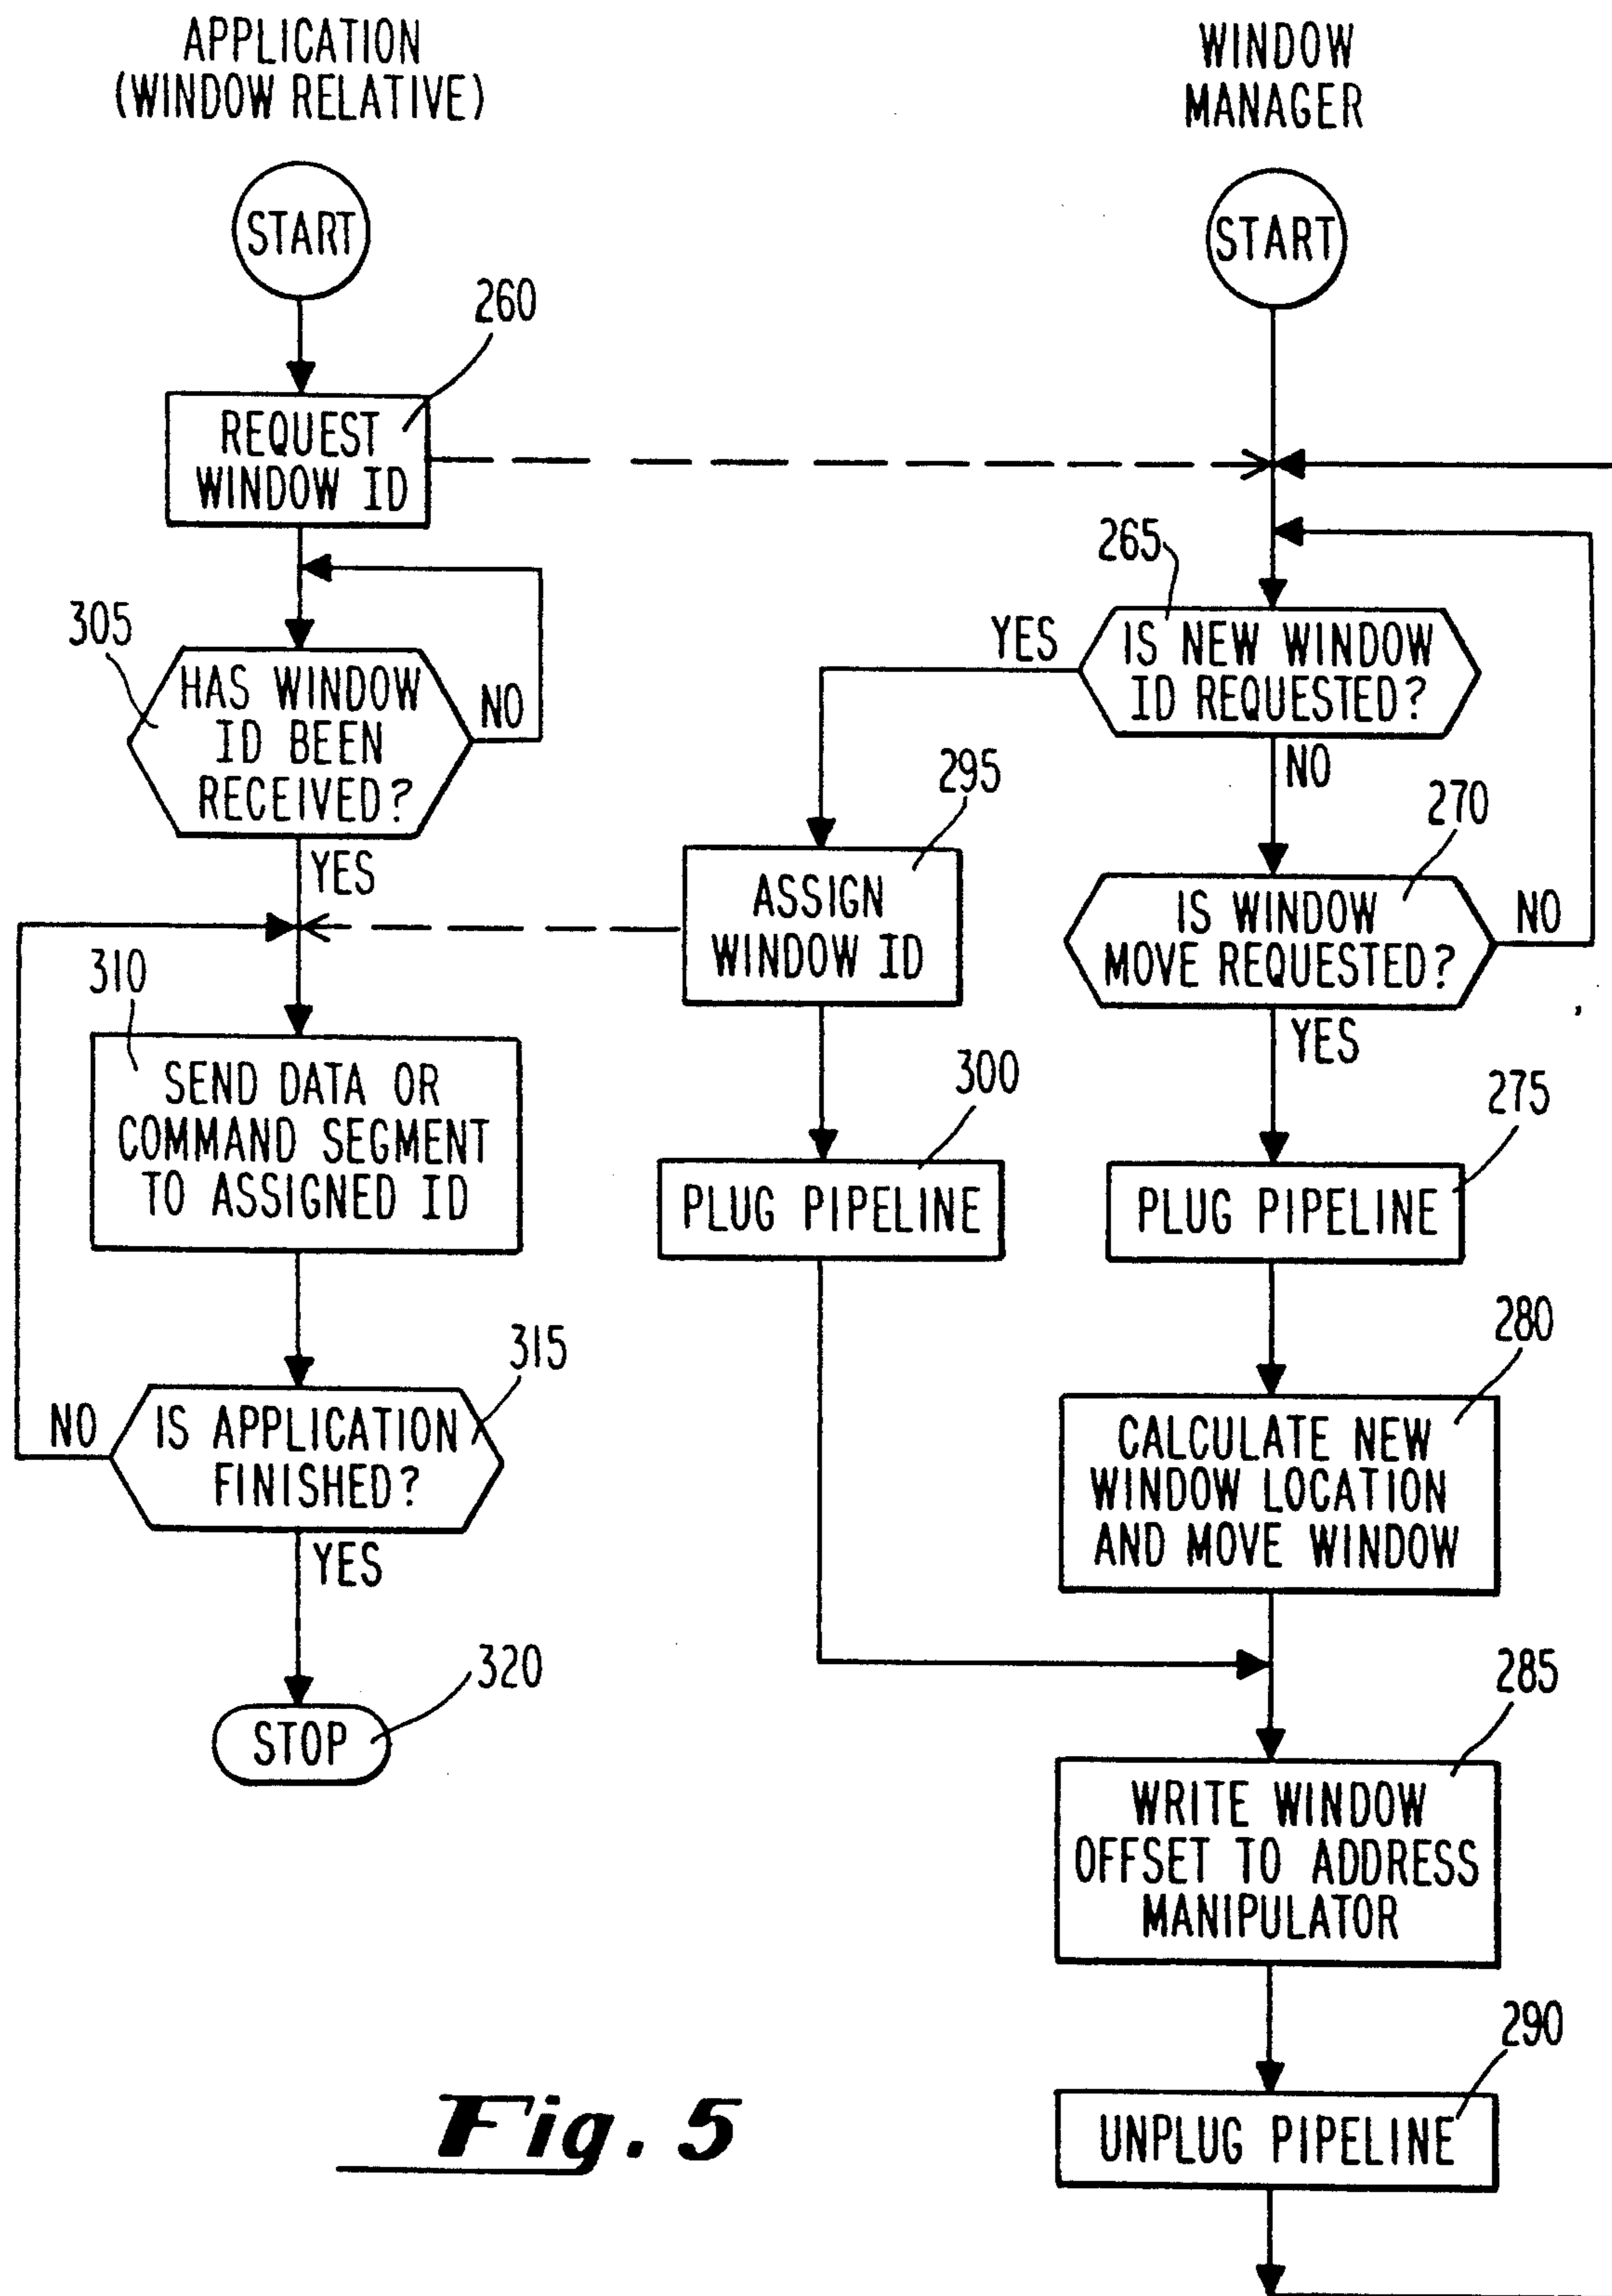 APPLICATION
(WINDOW RELATIVE)
START
260
REQUEST
WINDOW ID
305
HAS WINDOW
ID BEEN
RECEIVED?
NO
YES
310
SEND DATA OR
COMMAND SEGMENT
TO ASSIGNED ID
315
IS APPLICATION
FINISHED?
NO
YES
320
STOP
WINDOW
MANAGER
START
265
IS NEW WINDOW
ID REQUESTED?
YES
NO
295
ASSIGN
WINDOW ID
300
PLUG PIPELINE
270
IS WINDOW
MOVE REQUESTED?
NO
YES
275
PLUG PIPELINE
280
CALCULATE NEW
WINDOW LOCATION
AND MOVE WINDOW
285
WRITE WINDOW
OFFSET TO ADDRESS
MANIPULATOR
290
UNPLUG PIPELINE
Fig. 5